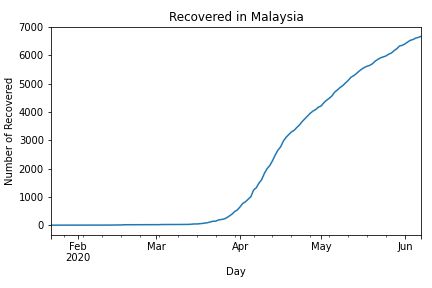 Recovered in Malaysia
7000
6000
5000
4000
3000
2000
1000
0
Number of Recovered
Feb
2020
Mar
Apr
May
Jun
Day